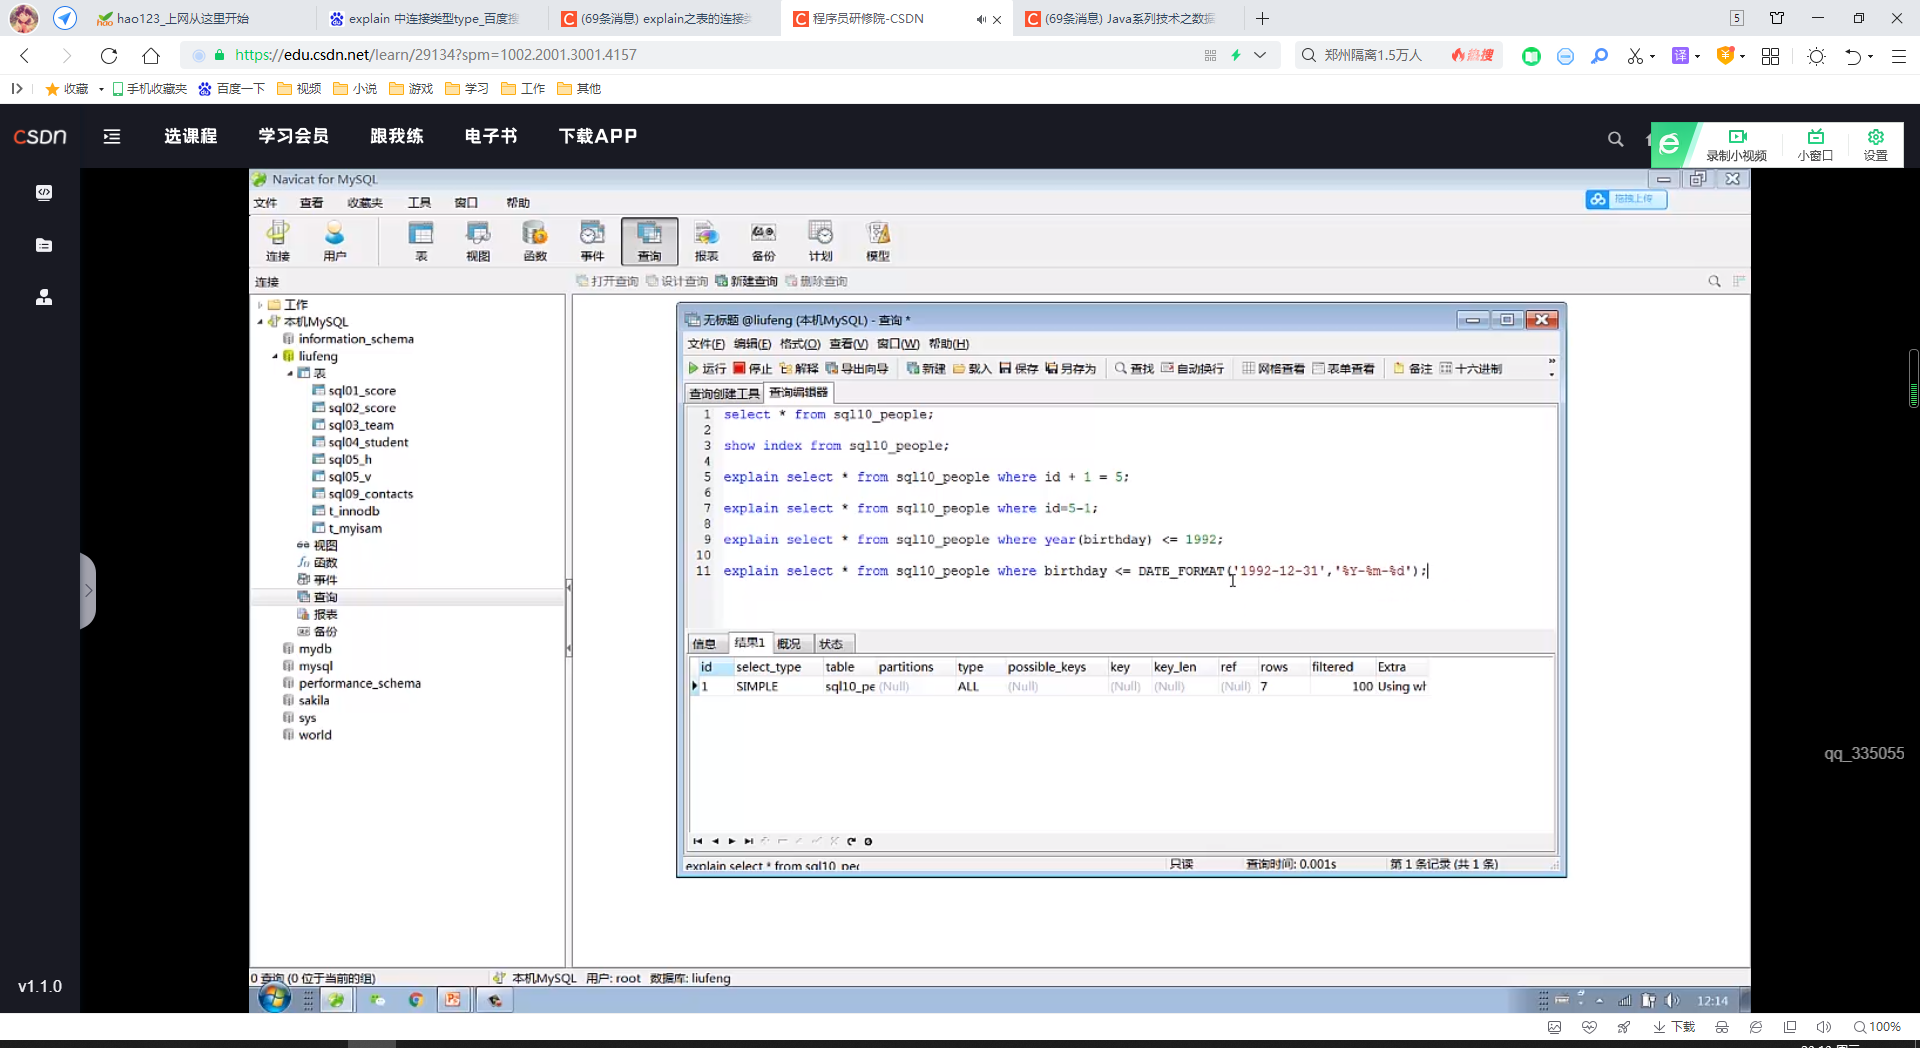 hao123_上网从这里开始
explain 中连接类型type_百度搜
(69条消息) explain之表的连接类
程序员研修院-CSDN
(69条消息) Java系列技术之数据
5
https://edu.csdn.net/learn/29134?spm=1002.2001.3001.4157
郑州隔离1.5万人
热搜
译
收藏
手机收藏夹
百度一下
视频
小说
游戏
学习
工作
其他
CSDN
选课程
学习会员
跟我练
电子书
下载APP
录制小视频
小窗口
设置
Navicat for MySQL
文件 查看 收藏夹 工具 窗口 帮助
拖拽上传
连接 用户 表 视图 函数 事件 查询 报表 备份 计划 模型
连接
打开查询 设计查询 新建查询 删除查询
工作
本机MySQL
information_schema
liufeng
表
sql01_score
sql02_score
sql03_team
sql04_student
sql05_h
sql05_v
sql09_contacts
t_innodb
t_myisam
视图
函数
事件
查询
报表
备份
mydb
mysql
performance_schema
sakila
sys
world
无标题 @liufeng (本机MySQL) - 查询 *
文件(F) 编辑(E) 格式(O) 查看(V) 窗口(W) 帮助(H)
运行 停止 解释 导出向导 新建 载入 保存 另存为 查找 自动换行 网格查看 表单查看 备注 十六进制
查询创建工具 查询编辑器
1 select * from sql10_people;
2
3 show index from sql10_people;
4
5 explain select * from sql10_people where id + 1 = 5;
6
7 explain select * from sql10_people where id=5-1;
8
9 explain select * from sql10_people where year(birthday) <= 1992;
10
11 explain select * from sql10_people where birthday <= DATE_FORMAT('1992-12-31','%Y-%m-%d');
信息 结果1 概况 状态
id select_type table partitions type possible_keys key key_len ref rows filtered Extra
1 SIMPLE sql10_pe (Null) ALL (Null) (Null) (Null) (Null) 7 100 Using wh
explain select * from sql10_pec
只读
查询时间: 0.001s
第 1 条记录 (共 1 条)
qq_335055
v1.1.0
0 查询 (0 位于当前的组)
本机MySQL 用户: root 数据库: liufeng
12:14
下载
100%